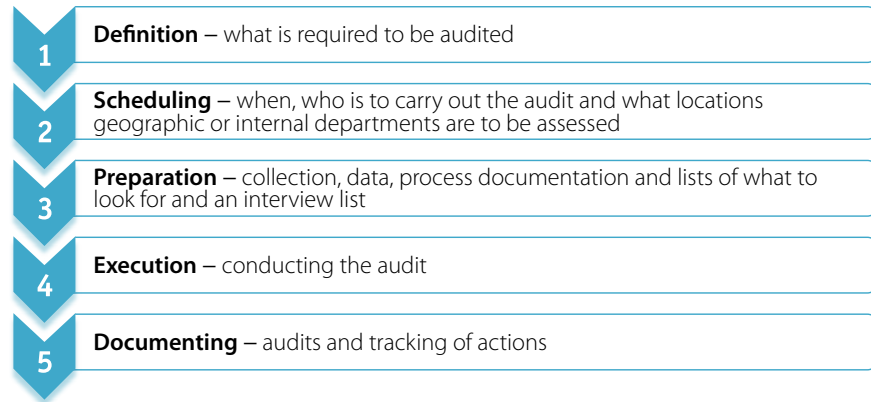 1
Definition – what is required to be audited
2
Scheduling – when, who is to carry out the audit and what locations
geographic or internal departments are to be assessed
3
Preparation – collection, data, process documentation and lists of what to
look for and an interview list
4
Execution – conducting the audit
5
Documenting – audits and tracking of actions